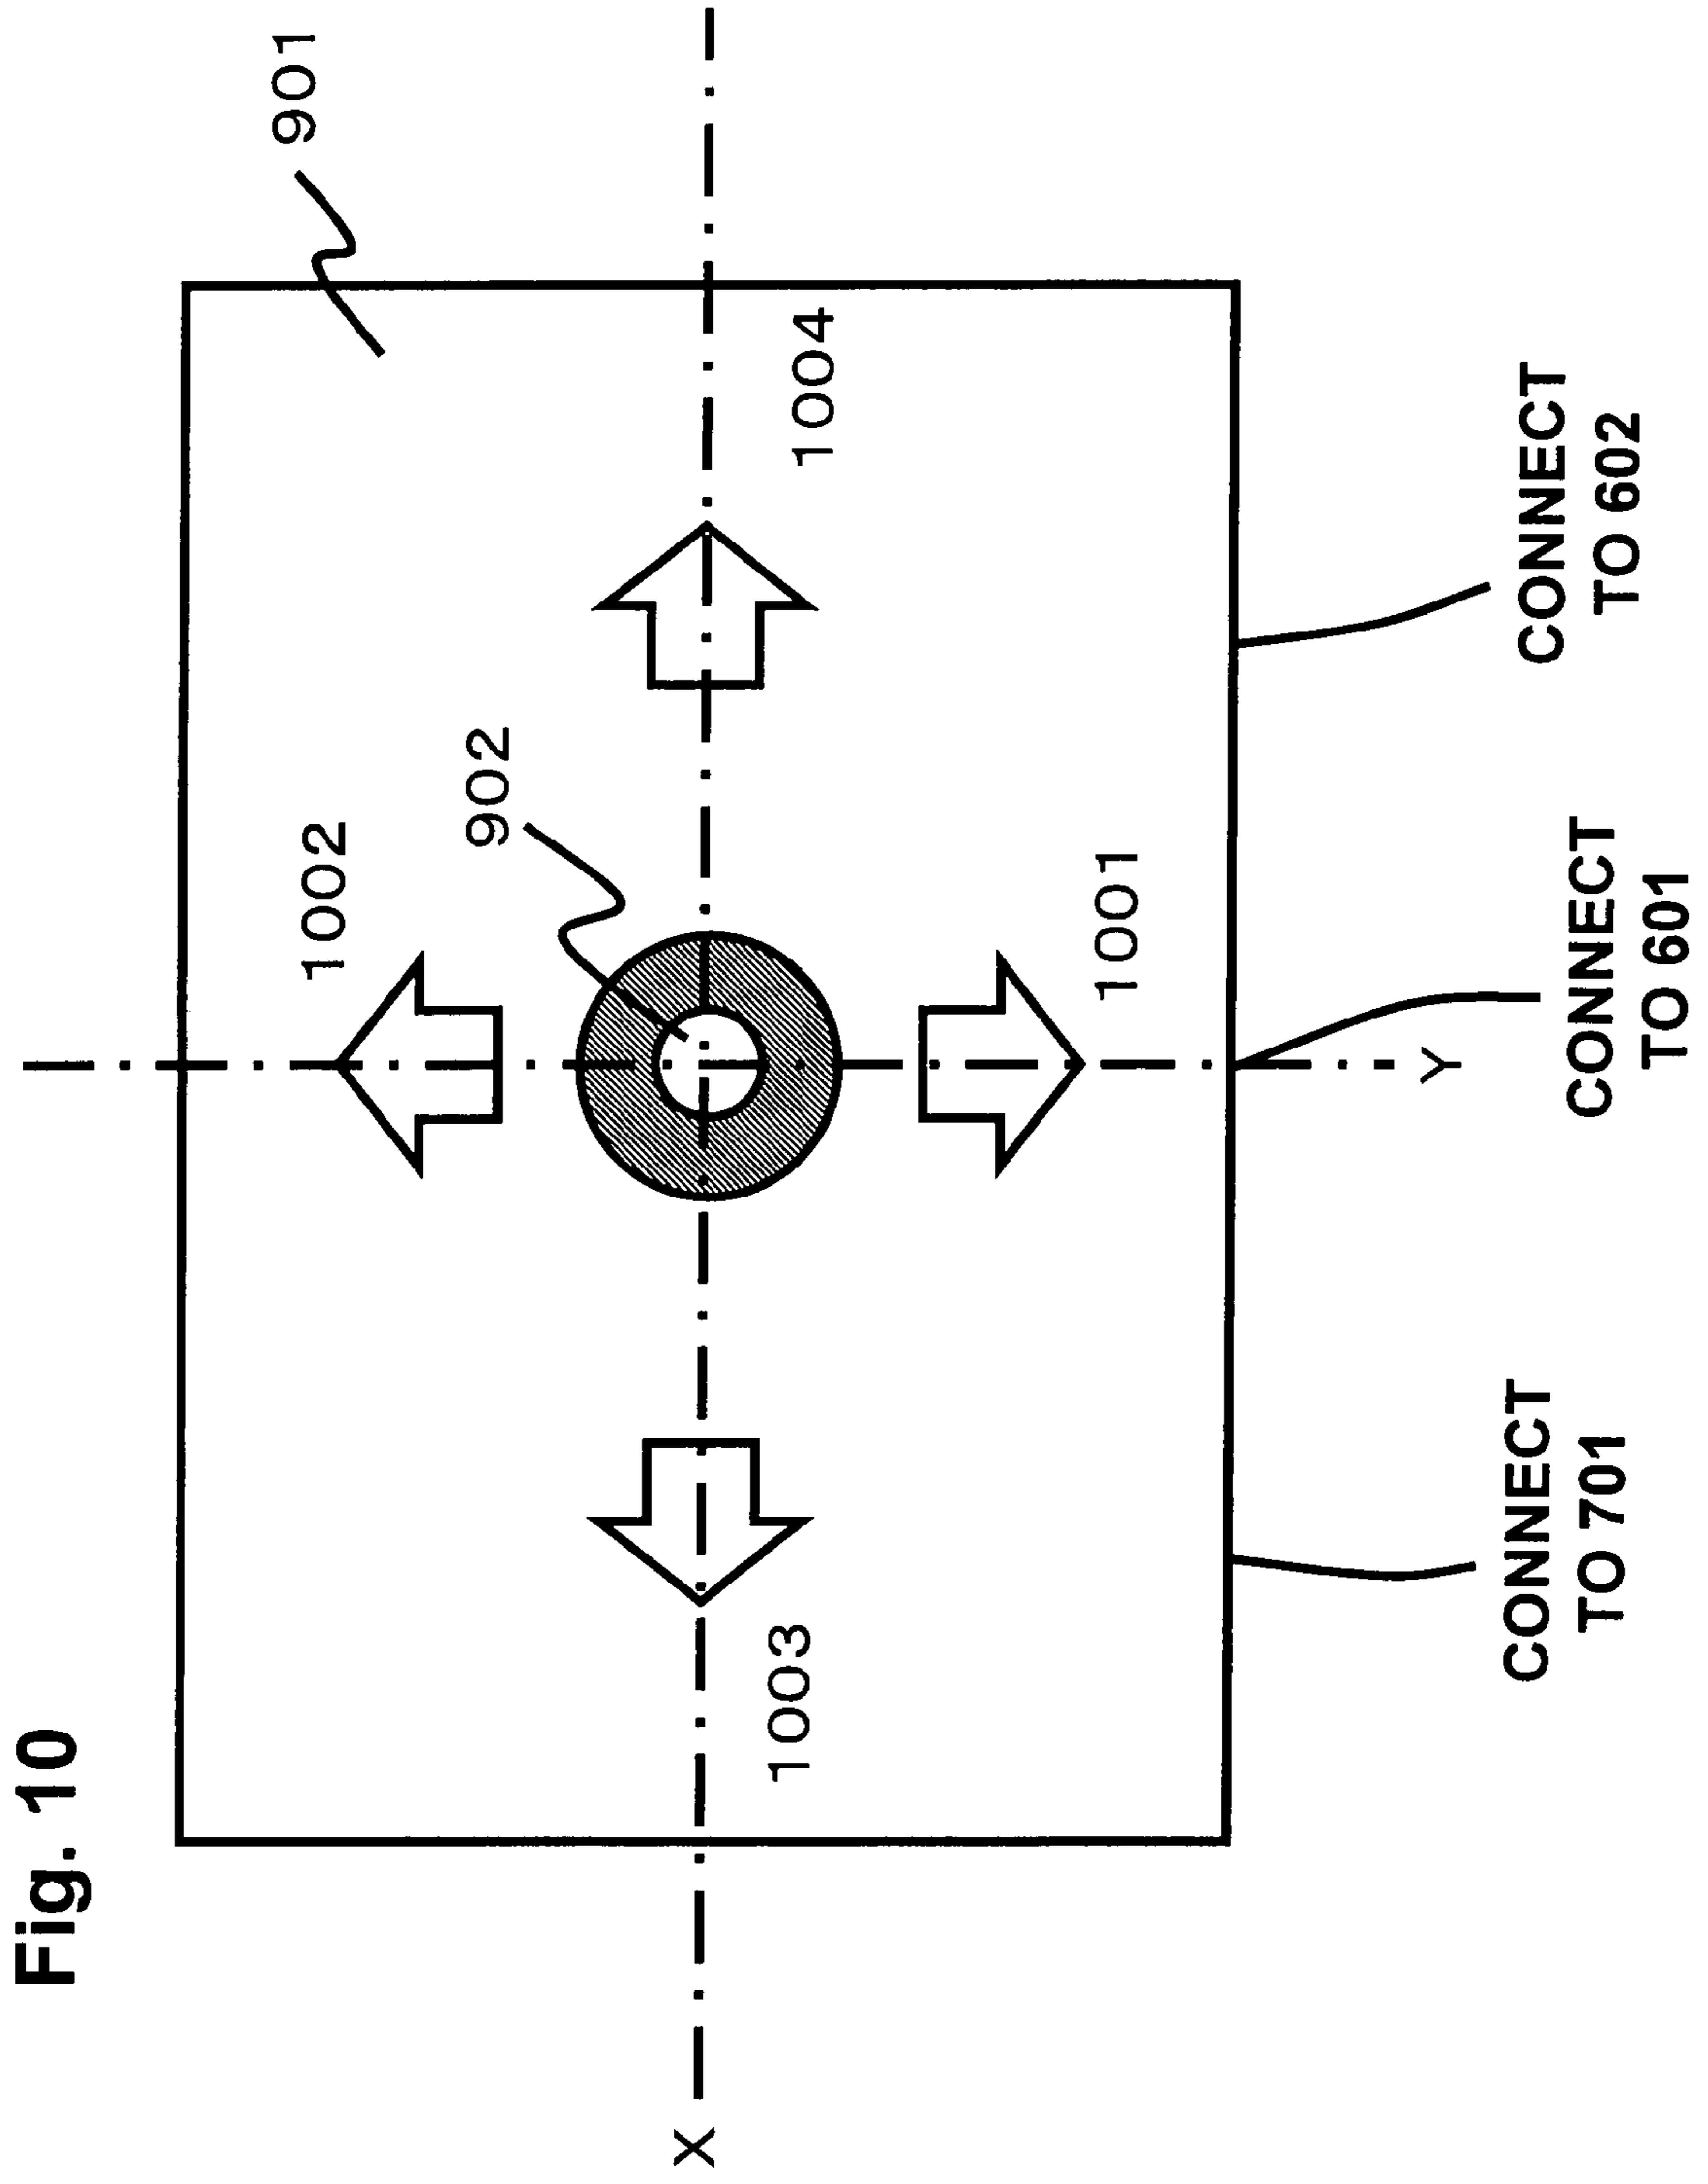 Fig. 10
901
1002
902
1004
1003
1001
X
Y
CONNECT
TO 701
CONNECT
TO 601
CONNECT
TO 602